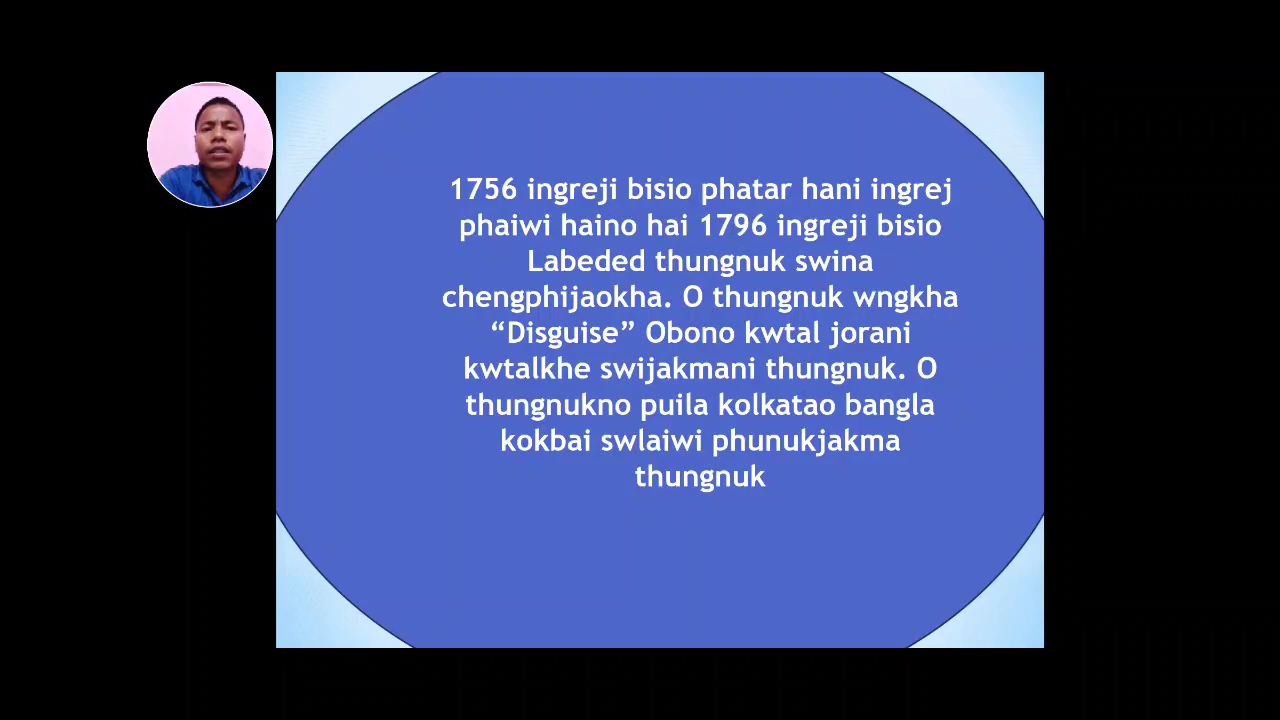 1756 ingreji bisio phatar hani ingrej
phaiwi haino hai 1796 ingreji bisio
Labeded thungnuk swina
chengphijaokha. O thungnuk wngkha
“Disguise” Obono kwtal jorani
kwtalkhe swijakmani thungnuk. O
thungnukno puila kolkatao bangla
kokbai swlaiwi phunukjakma
thungnuk